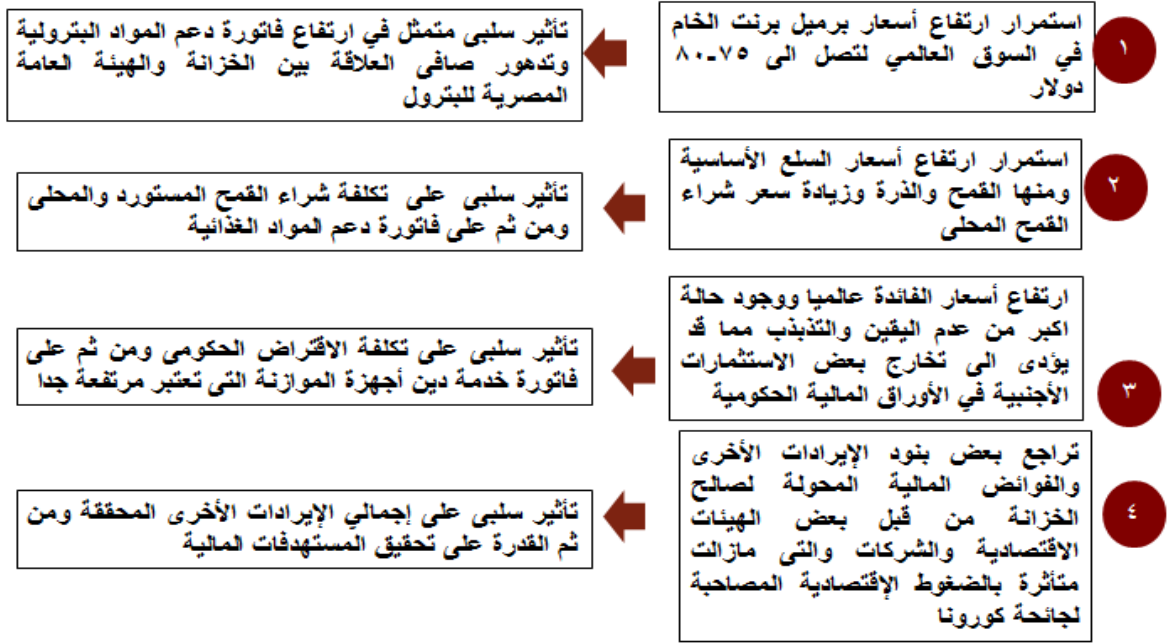 ١
استمرار ارتفاع أسعار برميل برنت الخام
في السوق العالمي لتصل الى ٧٥-٨٠
دولار
تأثير سلبى متمثل في ارتفاع فاتورة دعم المواد البترولية
وتدهور صافى العلاقة بين الخزانة والهيئة العامة
المصرية للبترول
٢
استمرار ارتفاع أسعار السلع الأساسية
ومنها القمح والذرة وزيادة سعر شراء
القمح المحلى
تأثير سلبي على تكلفة شراء القمح المستورد والمحلى
ومن ثم على فاتورة دعم المواد الغذائية
٣
ارتفاع أسعار الفائدة عالميا ووجود حالة
اكبر من عدم اليقين والتذبذب مما قد
يؤدى الى تخارج بعض الاستثمارات
الأجنبية في الأوراق المالية الحكومية
تأثير سلبى على تكلفة الاقتراض الحكومى ومن ثم على
فاتورة خدمة دين أجهزة الموازنة التى تعتبر مرتفعة جدا
٤
تراجع بعض بنود الإيرادات الأخرى
والفوائض المالية المحولة لصالح
الخزانة من قبل بعض الهيئات
الاقتصادية والشركات والتى مازالت
متأثرة بالضغوط الإقتصادية المصاحبة
لجائحة كورونا
تأثير سلبى على إجمالي الإيرادات الأخرى المحققة ومن
ثم القدرة على تحقيق المستهدفات المالية